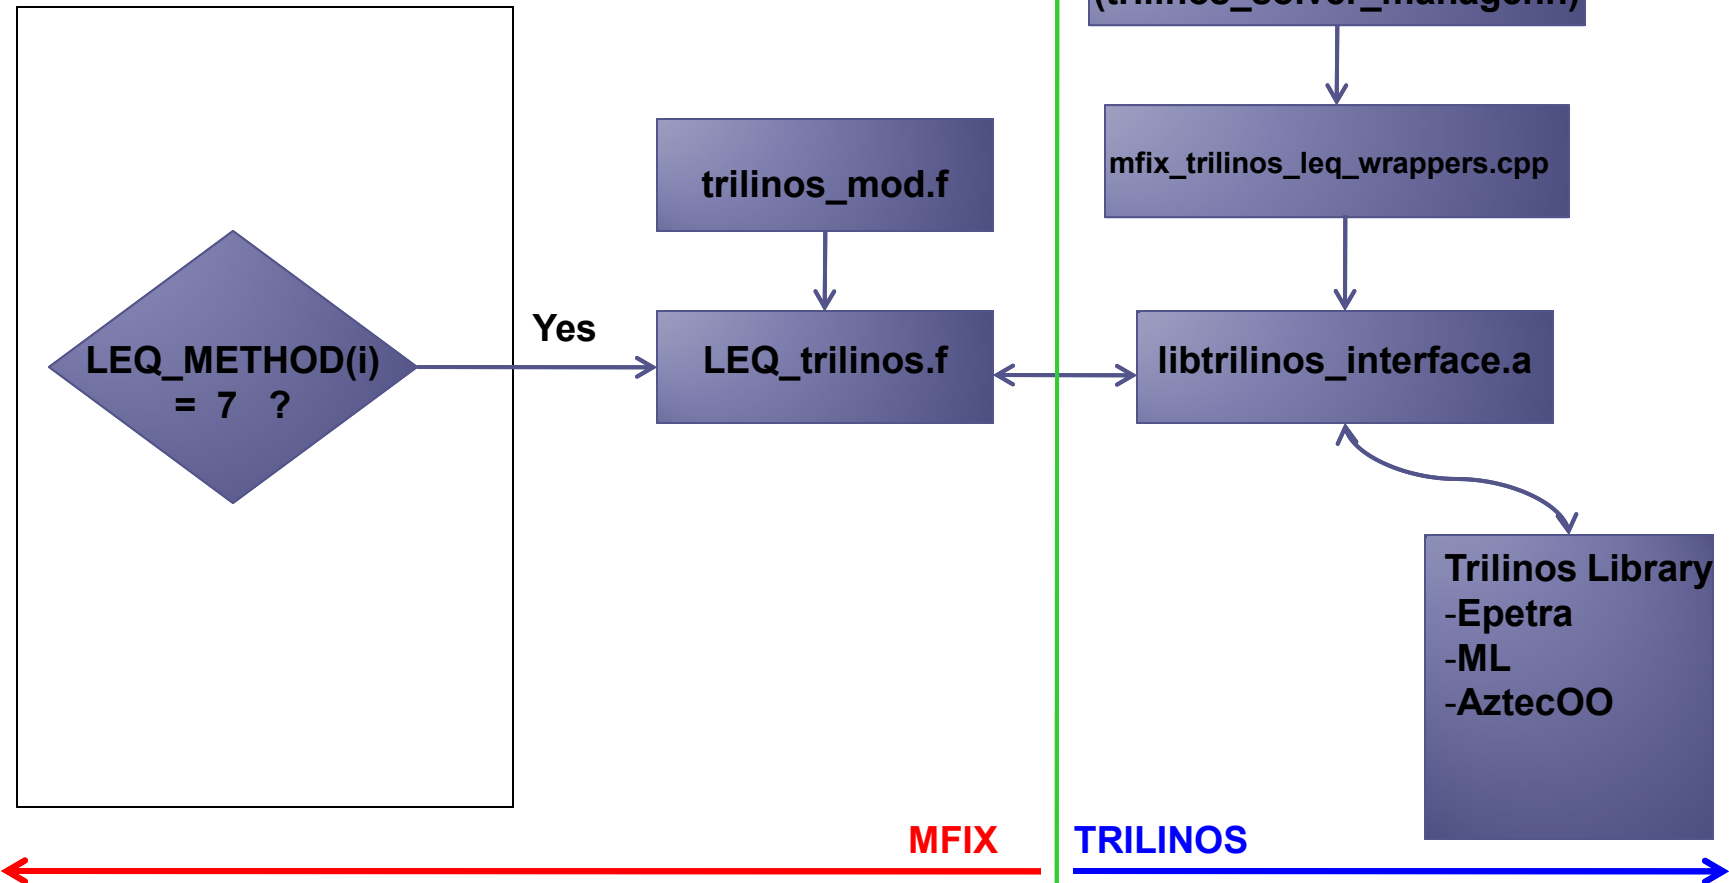 trilinos_mod.f
mfix_trilinos_leq_wrappers.cpp
LEQ_METHOD(i)
= 7 ?
Yes
LEQ_trilinos.f
libtrilinos_interface.a
Trilinos Library
-Epetra
-ML
-AztecOO
MFIX
TRILINOS